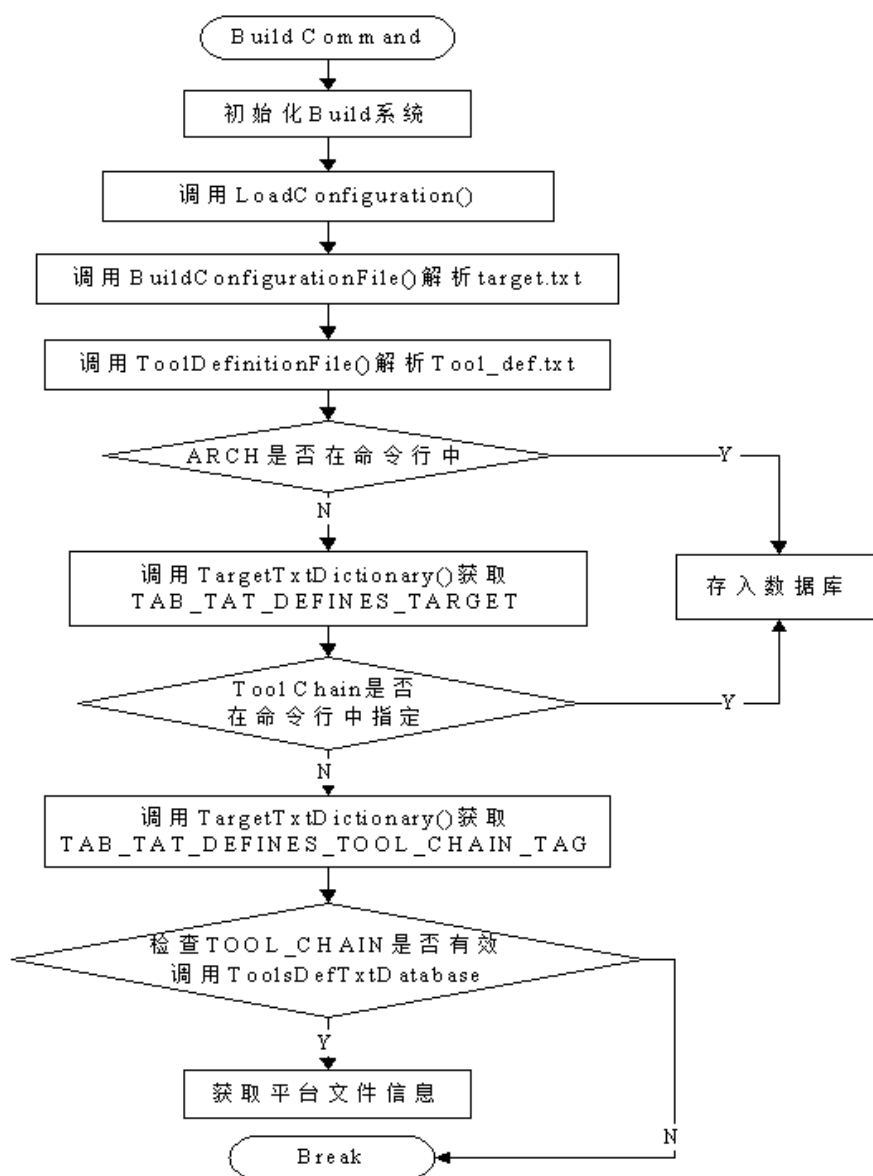 Build Command
初始化Build系统
调用LoadConfiguration()
调用BuildConfigurationFile()解析target.txt
调用ToolDefinitionFile()解析Tool_def.txt
ARCH是否在命令行中
Y
N
调用TargetTxtDictionary()获取
TAB_TAT_DEFINES_TARGET
存入数据库
ToolChain是否
在命令行中指定
Y
N
调用TargetTxtDictionary()获取
TAB_TAT_DEFINES_TOOL_CHAIN_TAG
检查TOOL_CHAIN是否有效
调用ToolsDefTxtDatabase
Y
获取平台文件信息
N
Break